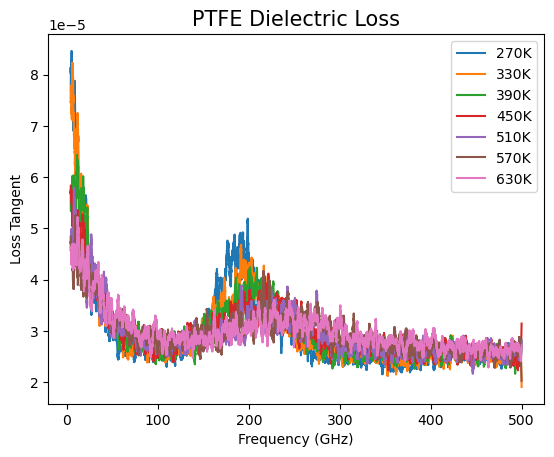 PTFE Dielectric Loss
1e−5
8
7
6
5
4
3
2
Loss Tangent
0
100
200
300
400
500
Frequency (GHz)
270K
330K
390K
450K
510K
570K
630K